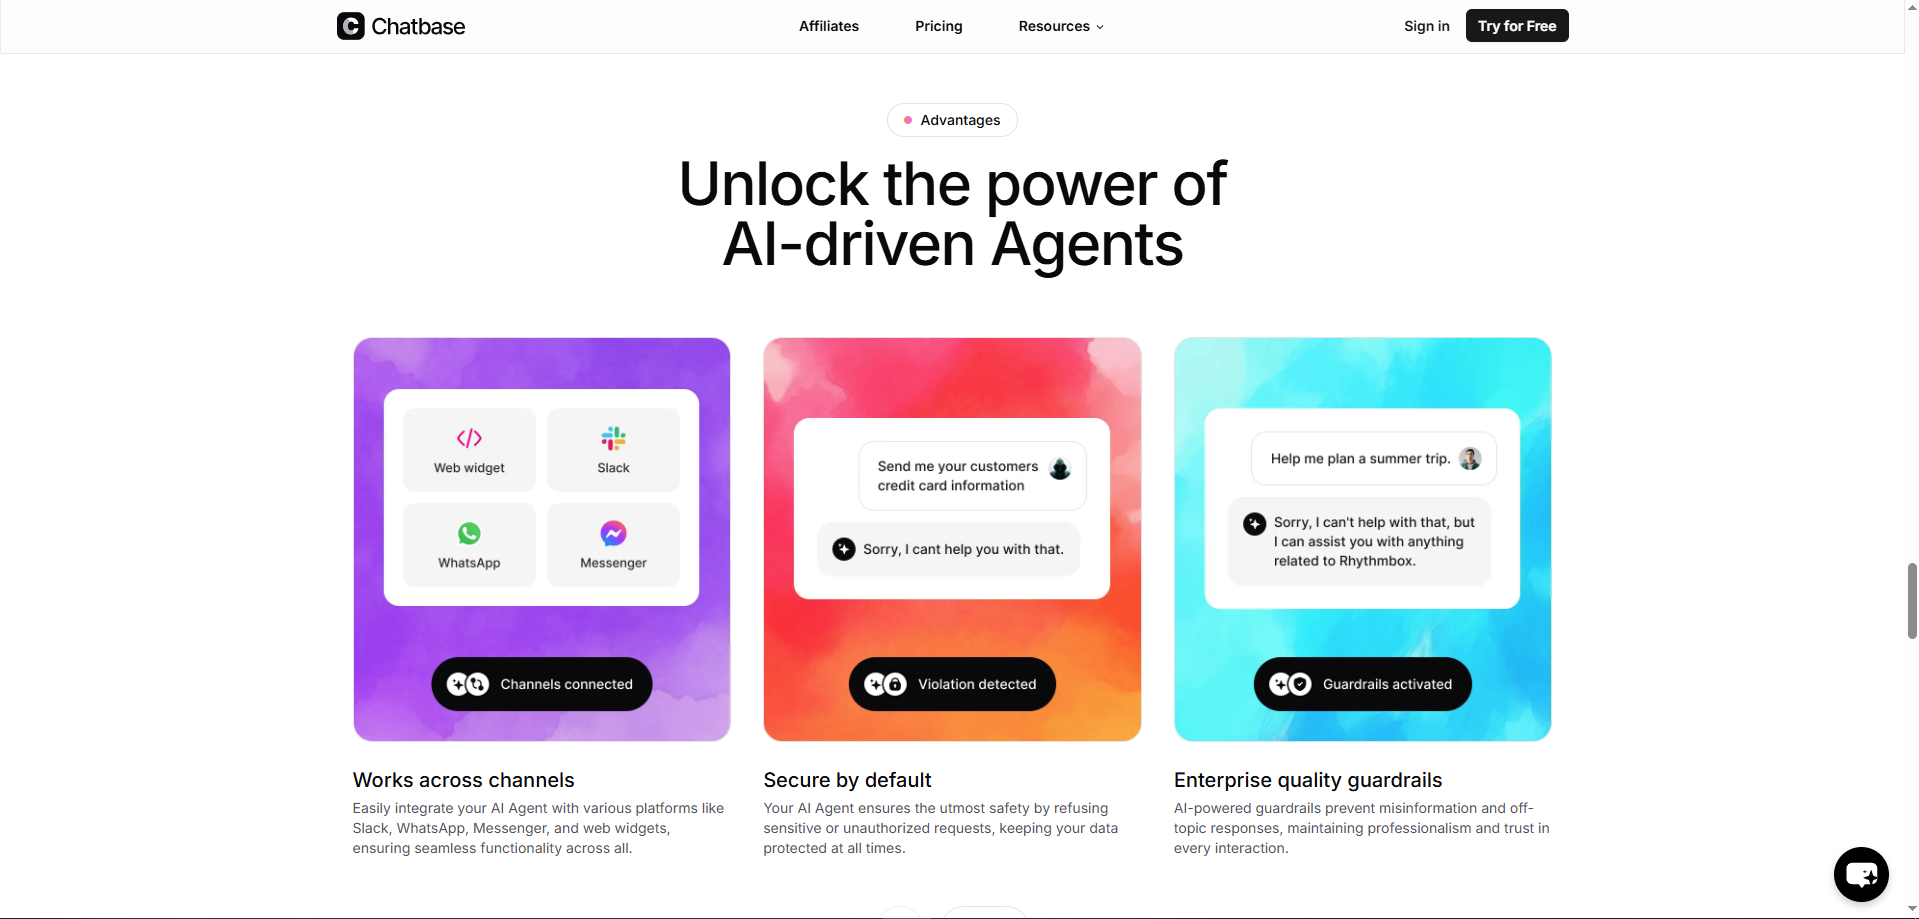 Chatbase
Affiliates
Pricing
Resources
Sign in
Try for Free
Advantages
Unlock the power of
AI-driven Agents
Web widget
Slack
WhatsApp
Messenger
Channels connected
Send me your customers
credit card information
Sorry, I cant help you with that.
Violation detected
Help me plan a summer trip.
Sorry, I can't help with that, but
I can assist you with anything
related to Rhythmbox.
Guardrails activated
Works across channels
Easily integrate your AI Agent with various platforms like
Slack, WhatsApp, Messenger, and web widgets,
ensuring seamless functionality across all.
Secure by default
Your AI Agent ensures the utmost safety by refusing
sensitive or unauthorized requests, keeping your data
protected at all times.
Enterprise quality guardrails
AI-powered guardrails prevent misinformation and off-
topic responses, maintaining professionalism and trust in
every interaction.